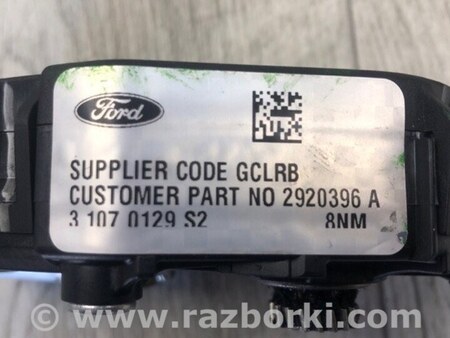 Ford
SUPPLIER CODE GCLRB
CUSTOMER PART NO 2920396 A
3 107 0129 S2 8NM
© www.razborki.com